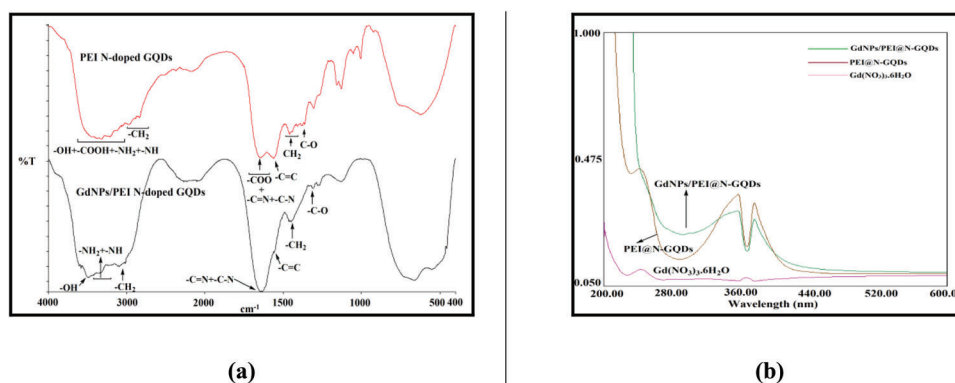 PEI N-doped GQDs
-CH₂
-OH+-COOH+-NH₂+-NH
%T
GdNPs/PEI N-doped GQDs
-COO
+
-C=N+-C-N
-C=C
CH₂
C-O
-NH₂+-NH
-OH
-CH₂
-C=N+-C-N
-C=C
-CH₂
-C-O
4000 3000 2000 1500 1000 500 400
cm⁻¹
(a)
1.000
0.475
0.050
GdNPs/PEI@N-GQDs
PEI@N-GQDs
Gd(NO₃)₃.6H₂O
GdNPs/PEI@N-GQDs
PEI@N-GQDs
Gd(NO₃)₃.6H₂O
200.00 280.00 360.00 440.00 520.00 600.0
Wavelength (nm)
(b)